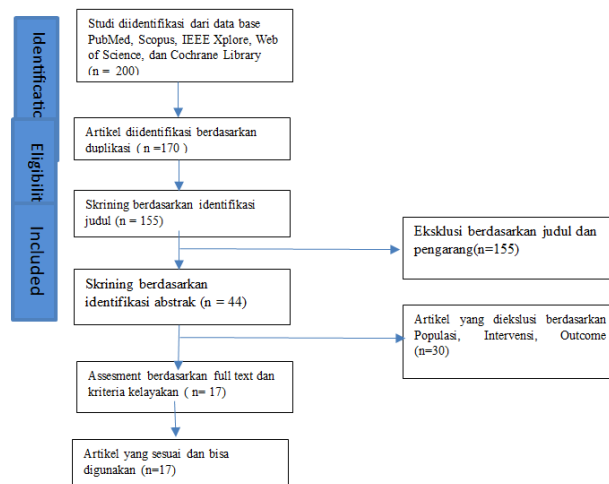 Identificatic
Eligibilit
Included
Studi diidentifikasi dari data base
PubMed, Scopus, IEEE Xplore, Web
of Science, dan Cochrane Library
(n = 200)
Artikel diidentifikasi berdasarkan
duplikasi ( n =170 )
Skrining berdasarkan identifikasi
judul (n = 155)
Eksklusi berdasarkan judul dan
pengarang(n=155)
Skrining berdasarkan
identifikasi abstrak (n = 44)
Artikel yang diekslusi berdasarkan
Populasi, Intervensi, Outcome
(n=30)
Assesment berdasarkan full text dan
kriteria kelayakan ( n= 17)
Artikel yang sesuai dan bisa
digunakan (n=17)